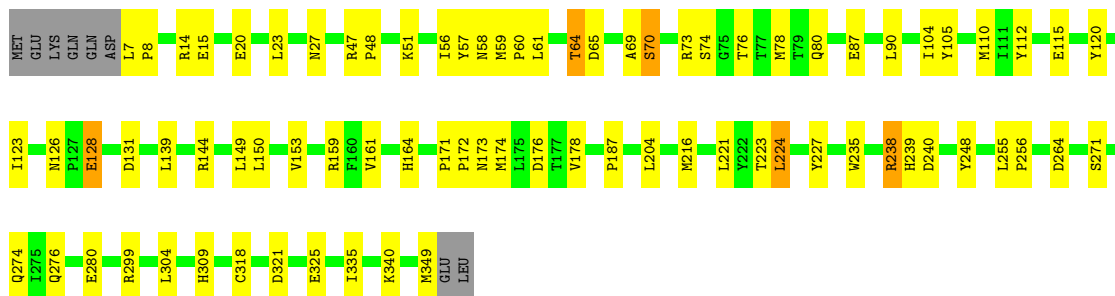 MET GLU LYS GLN GLN ASP L7 P8 R14 E15 E20 L23 N27 R47 P48 K51 I56 Y57 N58 M59 P60 L61 T64 D65 A69 S70 R73 S74 G75 T76 T77 M78 T79 Q80 E87 L90 I104 Y105 M110 I111 Y112 E115 Y120
I123 N126 P127 E128 D131 L139 R144 L149 L150 V153 R159 F160 V161 H164 P171 P172 N173 M174 L175 D176 T177 V178 P187 L204 M216 L221 Y222 T223 L224 Y227 W235 R238 H239 D240 Y248 L255 P256 D264 S271
Q274 I275 Q276 E280 R299 L304 H309 C318 D321 E325 I335 K340 M349 GLU LEU